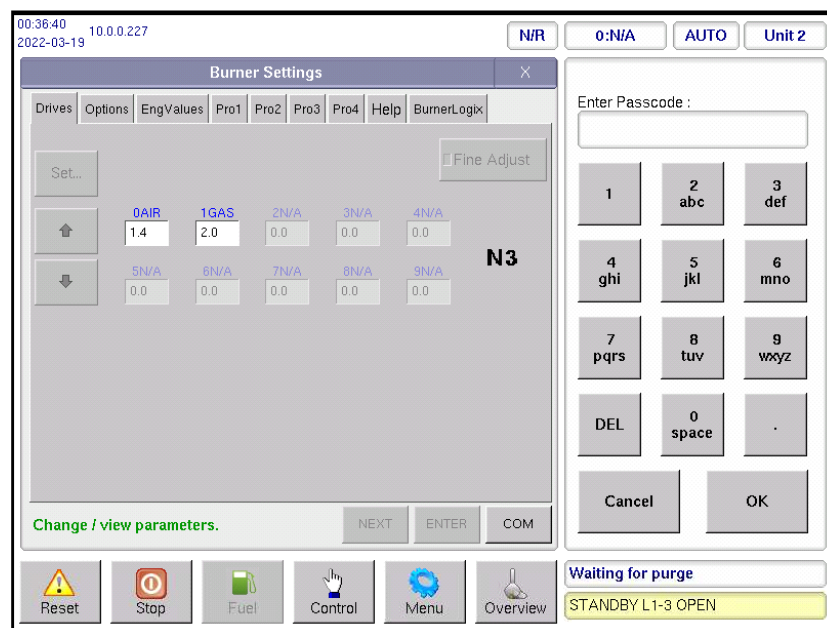 00:36:40 10.0.0.227
2022-03-19
N/R 0:N/A AUTO Unit 2
Burner Settings X
Drives Options EngValues Pro1 Pro2 Pro3 Pro4 Help BurnerLogix
Set... Fine Adjust
0AIR 1GAS 2N/A 3N/A 4N/A
1.4 2.0 0.0 0.0 0.0
N3
5N/A 6N/A 7N/A 8N/A 9N/A
0.0 0.0 0.0 0.0 0.0
Change / view parameters. NEXT ENTER COM
Enter Passcode :
1 2 3
abc def
4 5 6
ghi jkl mno
7 8 9
pqrs tuv wxyz
DEL 0 .
space
Cancel OK
Reset Stop Fuel Control Menu Overview
Waiting for purge
STANDBY L1-3 OPEN